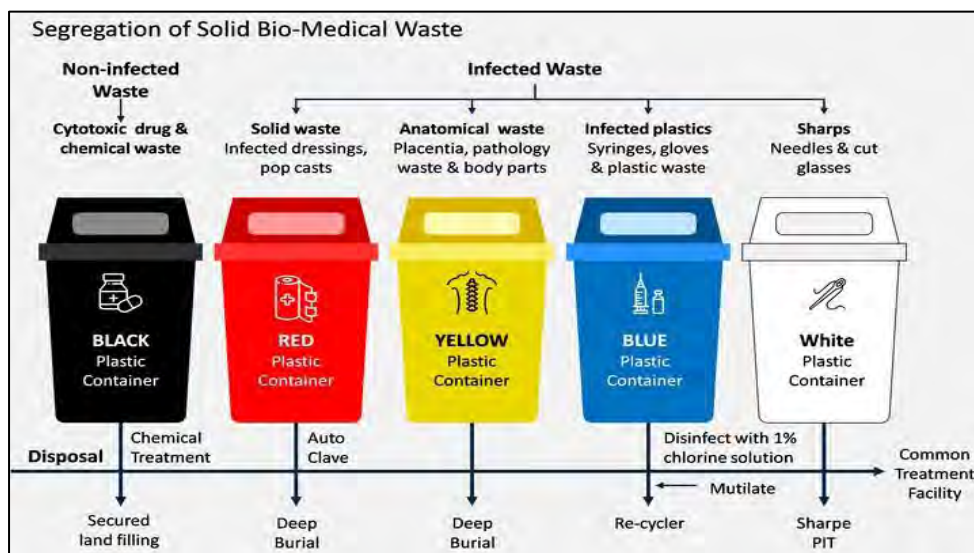 Segregation of Solid Bio-Medical Waste
Non-infected
Waste
Infected Waste
Cytotoxic drug &
chemical waste
Solid waste
Infected dressings,
pop casts
Anatomical waste
Placentia, pathology
waste & body parts
Infected plastics
Syringes, gloves
& plastic waste
Sharps
Needles & cut
glasses
BLACK
Plastic
Container
RED
Plastic
Container
YELLOW
Plastic
Container
BLUE
Plastic
Container
White
Plastic
Container
Disposal
Chemical
Treatment
Auto
Clave
Disinfect with 1%
chlorine solution
Mutilate
Common
Treatment
Facility
Secured
land filling
Deep
Burial
Deep
Burial
Re-cycler
Sharpe
PIT